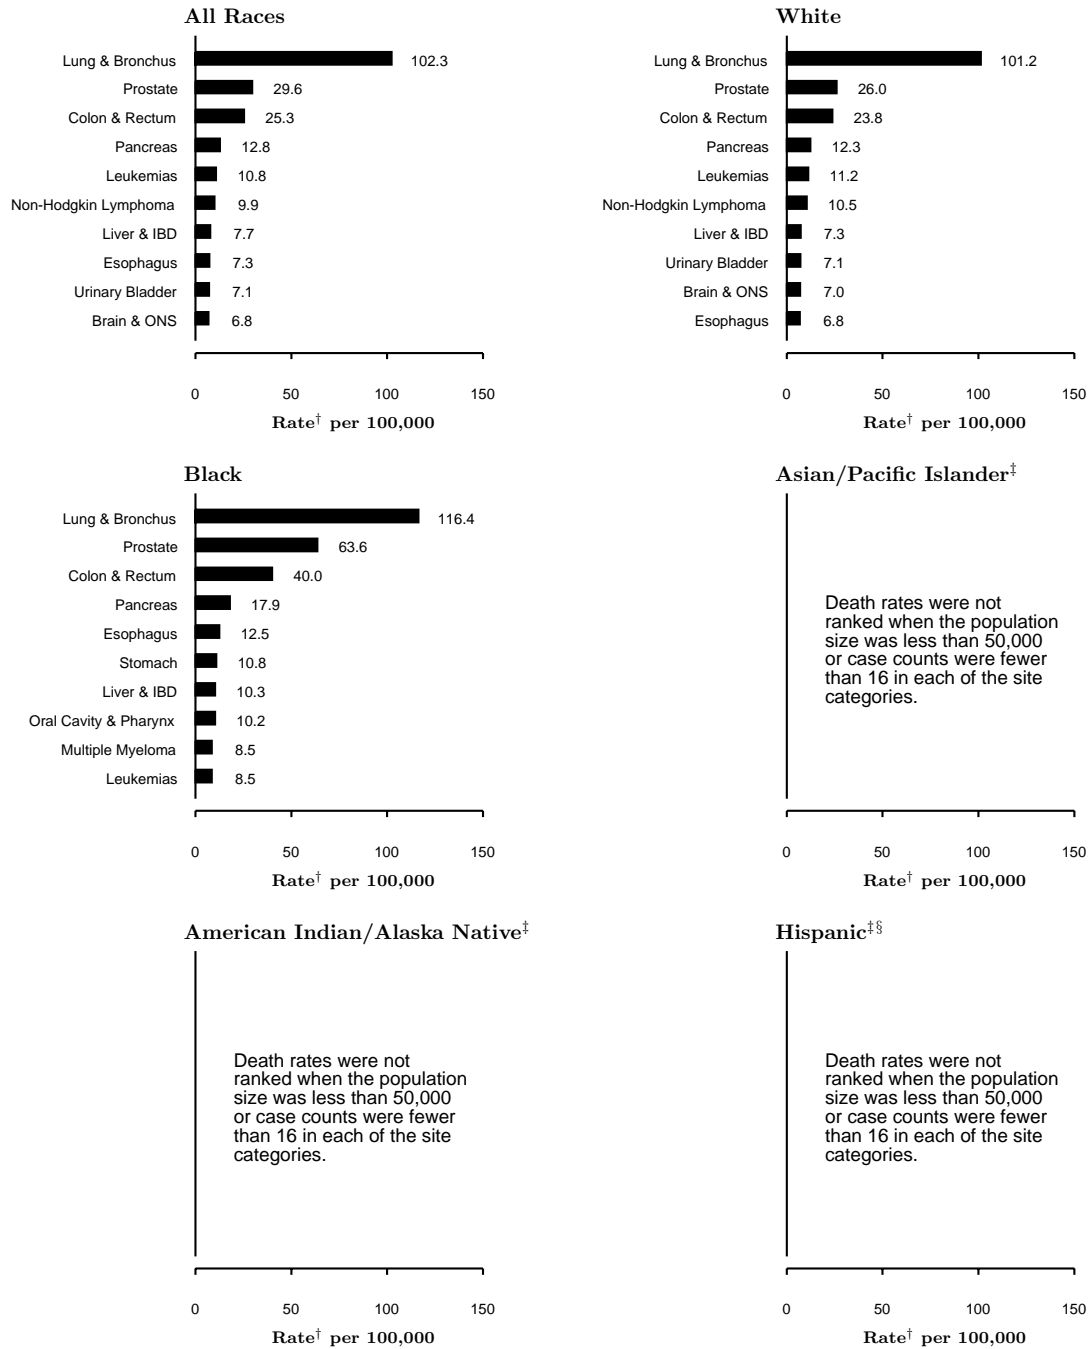 All Races
Lung & Bronchus 102.3
Prostate 29.6
Colon & Rectum 25.3
Pancreas 12.8
Leukemias 10.8
Non-Hodgkin Lymphoma 9.9
Liver & IBD 7.7
Esophagus 7.3
Urinary Bladder 7.1
Brain & ONS 6.8
0 50 100 150
Rate† per 100,000
White
Lung & Bronchus 101.2
Prostate 26.0
Colon & Rectum 23.8
Pancreas 12.3
Leukemias 11.2
Non-Hodgkin Lymphoma 10.5
Liver & IBD 7.3
Urinary Bladder 7.1
Brain & ONS 7.0
Esophagus 6.8
0 50 100 150
Rate† per 100,000
Black
Lung & Bronchus 116.4
Prostate 63.6
Colon & Rectum 40.0
Pancreas 17.9
Esophagus 12.5
Stomach 10.8
Liver & IBD 10.3
Oral Cavity & Pharynx 10.2
Multiple Myeloma 8.5
Leukemias 8.5
0 50 100 150
Rate† per 100,000
Asian/Pacific Islander‡
Death rates were not
ranked when the population
size was less than 50,000
or case counts were fewer
than 16 in each of the site
categories.
0 50 100 150
Rate† per 100,000
American Indian/Alaska Native‡
Death rates were not
ranked when the population
size was less than 50,000
or case counts were fewer
than 16 in each of the site
categories.
0 50 100 150
Rate† per 100,000
Hispanic‡§
Death rates were not
ranked when the population
size was less than 50,000
or case counts were fewer
than 16 in each of the site
categories.
0 50 100 150
Rate† per 100,000